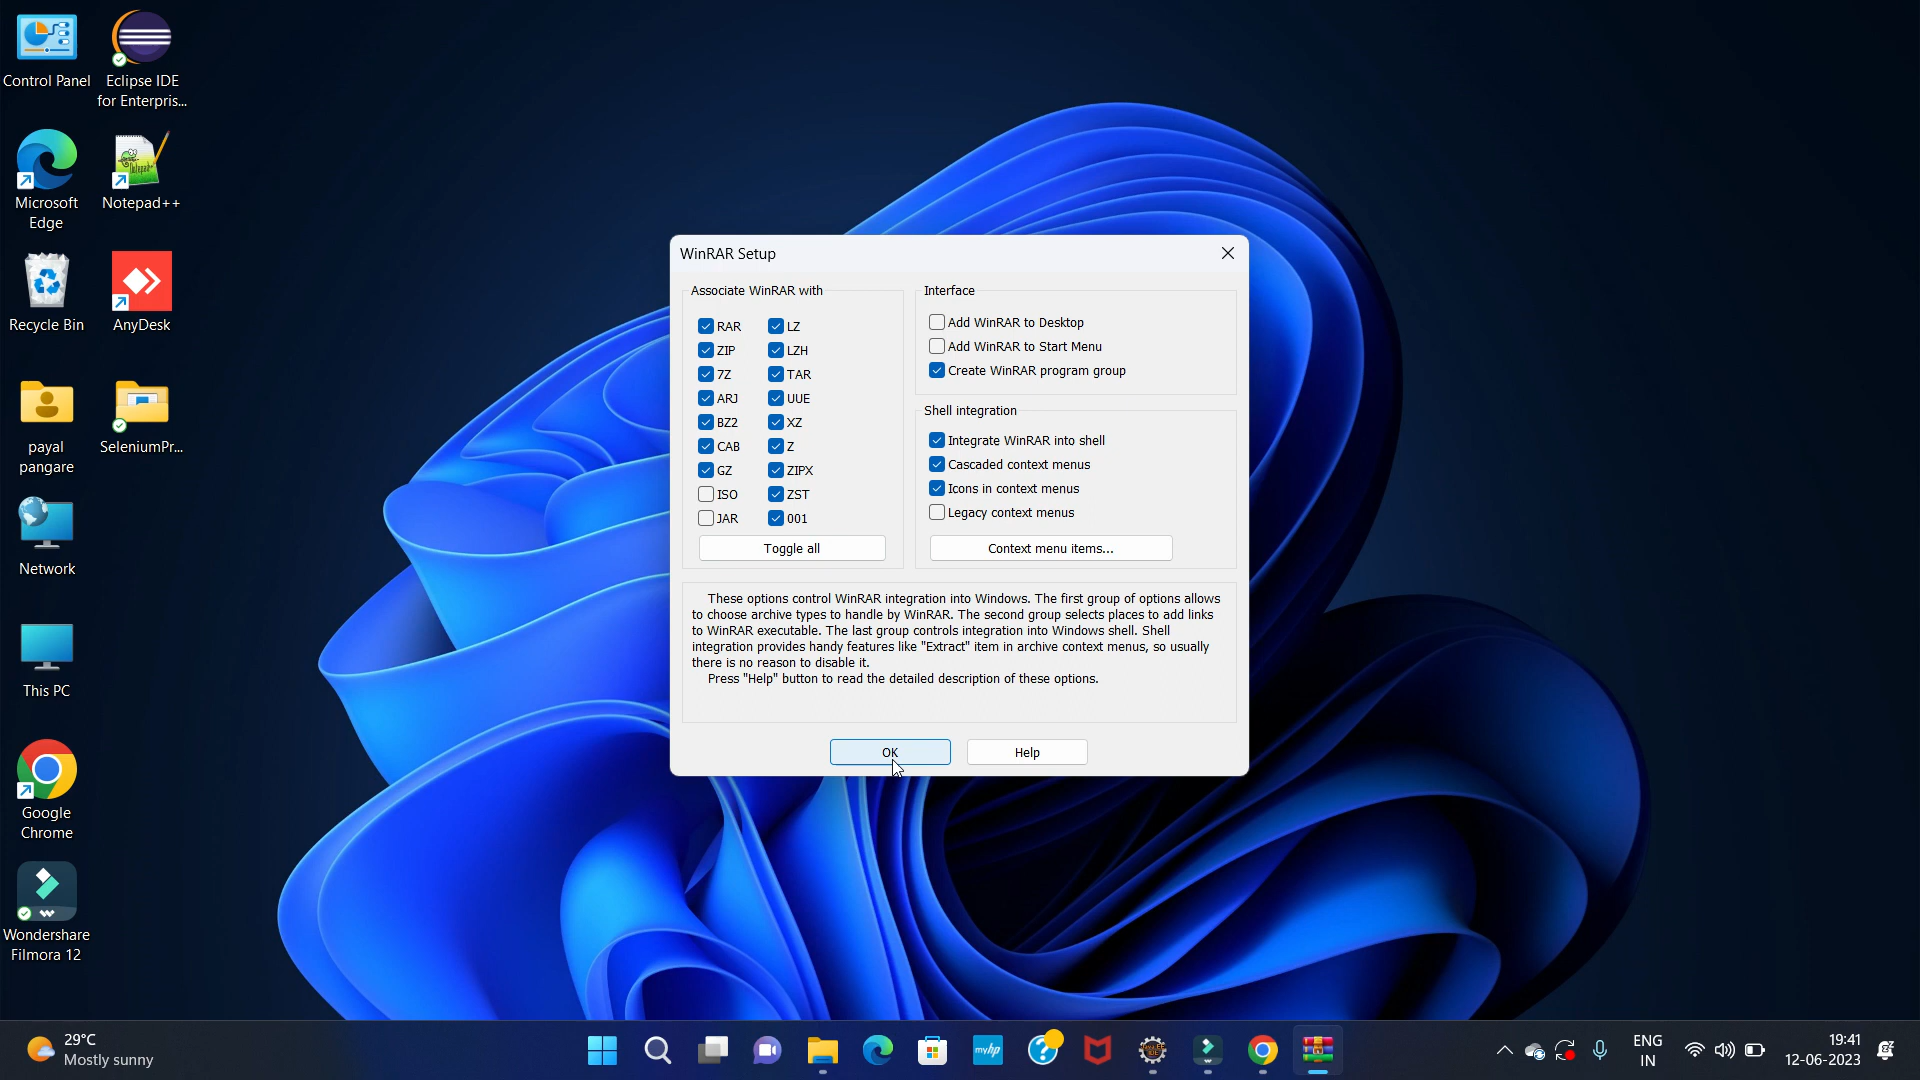 Control Panel
Eclipse IDE
for Enterpris...
Microsoft
Edge
Notepad++
Recycle Bin
AnyDesk
payal
pangare
SeleniumPr...
Network
This PC
Google
Chrome
Wondershare
Filmora 12
WinRAR Setup
Associate WinRAR with
RAR
LZ
ZIP
LZH
7Z
TAR
ARJ
UUE
BZ2
XZ
CAB
Z
GZ
ZIPX
ISO
ZST
JAR
001
Toggle all
Interface
Add WinRAR to Desktop
Add WinRAR to Start Menu
Create WinRAR program group
Shell integration
Integrate WinRAR into shell
Cascaded context menus
Icons in context menus
Legacy context menus
Context menu items...
These options control WinRAR integration into Windows. The first group of options allows
to choose archive types to handle by WinRAR. The second group selects places to add links
to WinRAR executable. The last group controls integration into Windows shell. Shell
integration provides handy features like "Extract" item in archive context menus, so usually
there is no reason to disable it.
Press "Help" button to read the detailed description of these options.
OK
Help
29°C
Mostly sunny
myhp
ENG
IN
19:41
12-06-2023